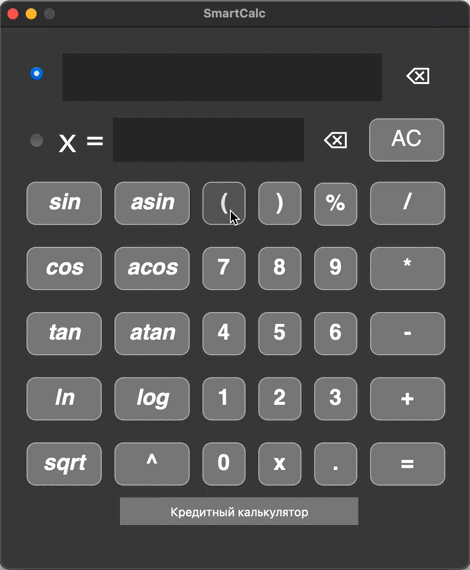 SmartCalc
x =
AC
sin asin ( ) % /
cos acos 7 8 9 *
tan atan 4 5 6 -
ln log 1 2 3 +
sqrt ^ 0 x . =
Кредитный калькулятор